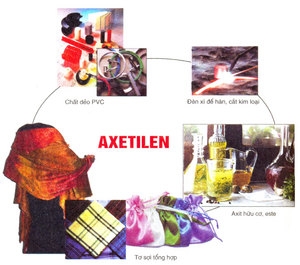 Chất dẻo PVC
Đèn xì để hàn, cắt kim loại
AXETILEN
Axit hữu cơ, este
Tơ sợi tổng hợp